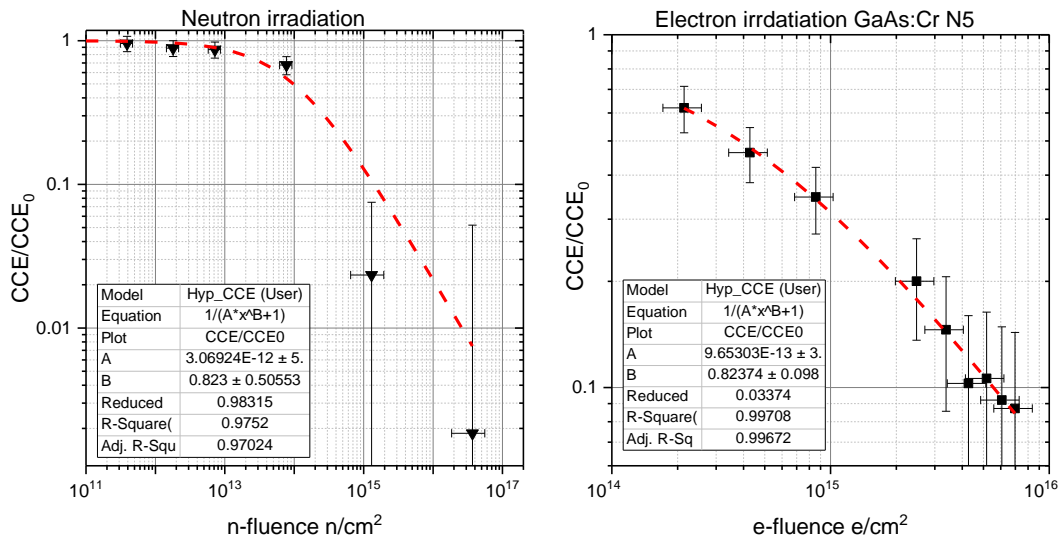 Neutron irradiation
1
0.1
0.01
CCE/CCE0
Model Hyp_CCE (User)
Equation 1/(A*x^B+1)
Plot CCE/CCE0
A 3.06924E-12 ± 5.
B 0.823 ± 0.50553
Reduced 0.98315
R-Square( 0.9752
Adj. R-Squ 0.97024
10^11 10^13 10^15 10^17
n-fluence n/cm^2
Electron irrdatiation GaAs:Cr N5
1
0.1
CCE/CCE0
Model Hyp_CCE (User)
Equation 1/(A*x^B+1)
Plot CCE/CCE0
A 9.65303E-13 ± 3.
B 0.82374 ± 0.098
Reduced 0.03374
R-Square( 0.99708
Adj. R-Sq 0.99672
10^14 10^15 10^16
e-fluence e/cm^2